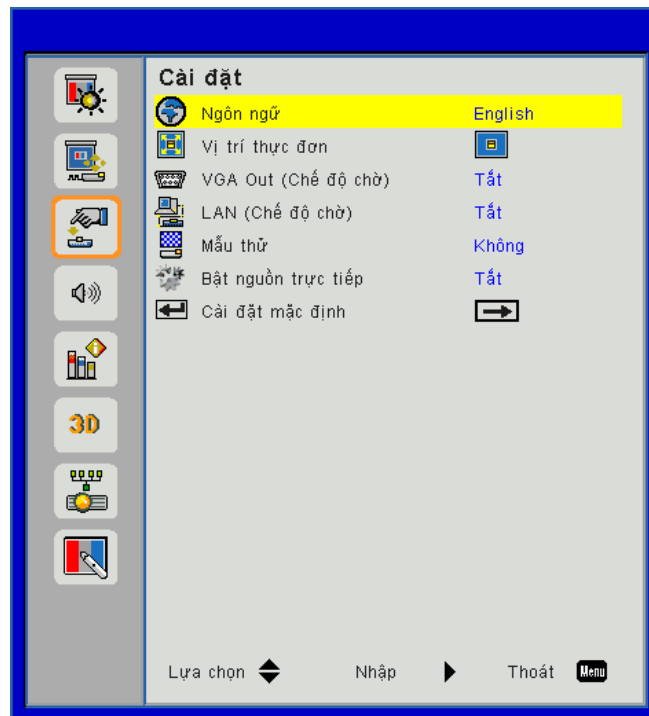 Cài đặt
Ngôn ngữ English
Vị trí thực đơn
VGA Out (Chế độ chờ) Tắt
LAN (Chế độ chờ) Tắt
Mẫu thử Không
Bật nguồn trực tiếp Tắt
Cài đặt mặc định
3D
Lựa chọn Nhập Thoát Menu